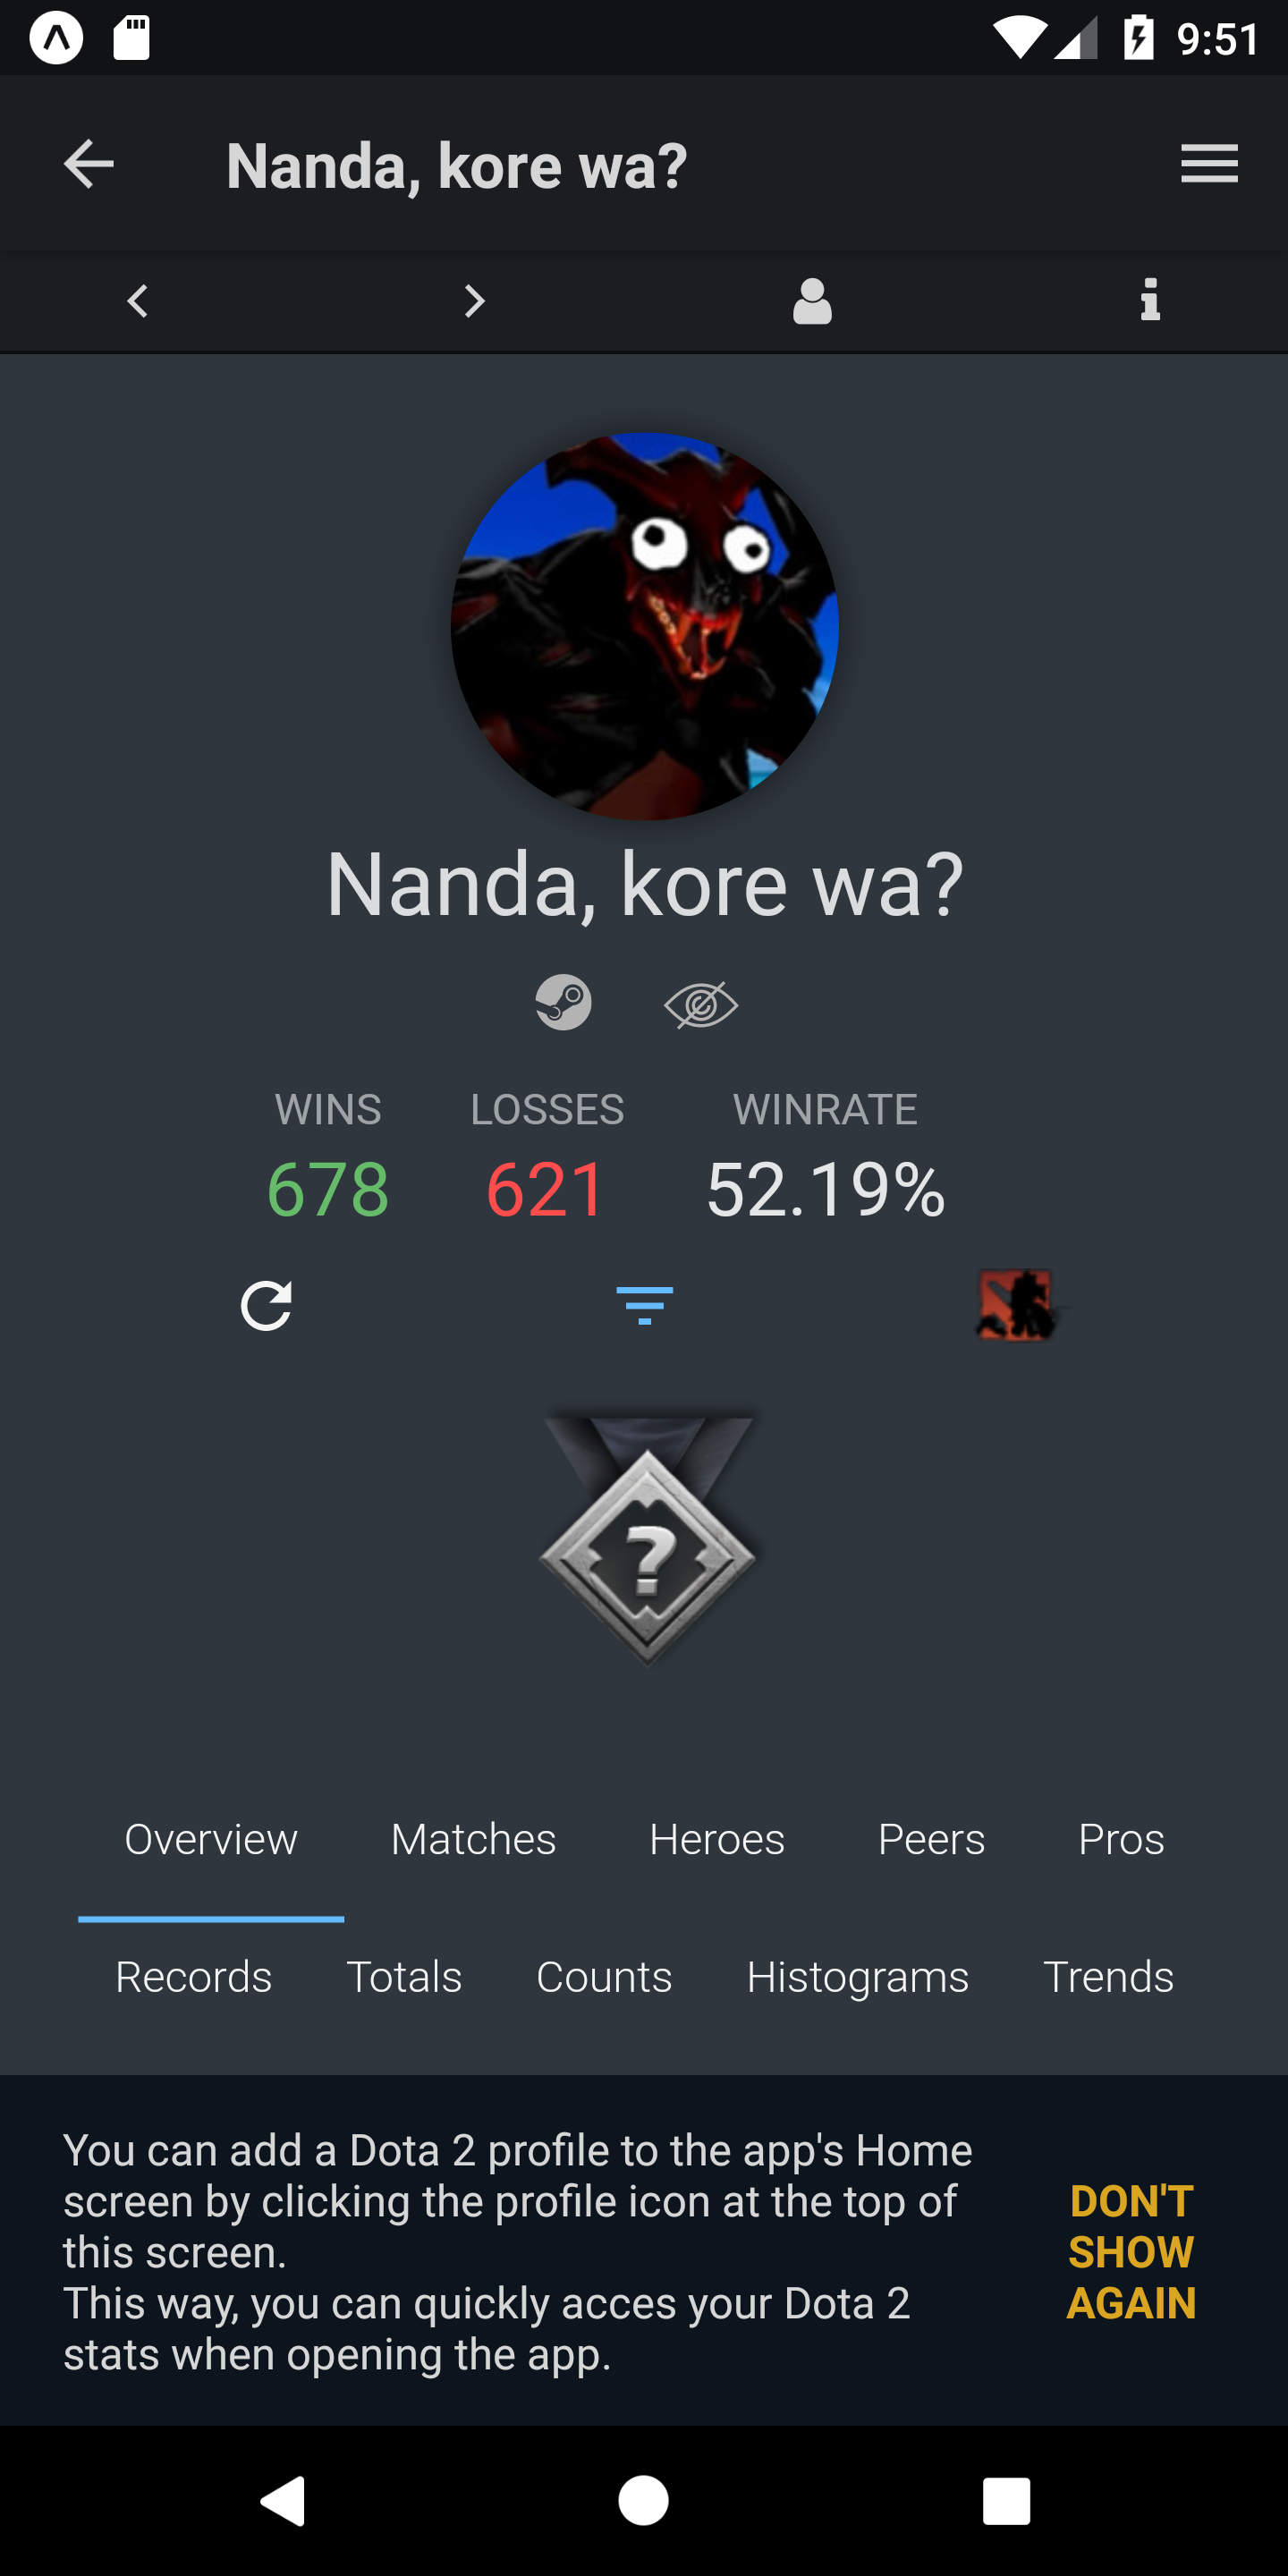 9:51
Nanda, kore wa?
Nanda, kore wa?
WINS LOSSES WINRATE
678 621 52.19%
?
Overview Matches Heroes Peers Pros
Records Totals Counts Histograms Trends
You can add a Dota 2 profile to the app's Home
screen by clicking the profile icon at the top of
this screen.
This way, you can quickly acces your Dota 2
stats when opening the app.
DON'T
SHOW
AGAIN